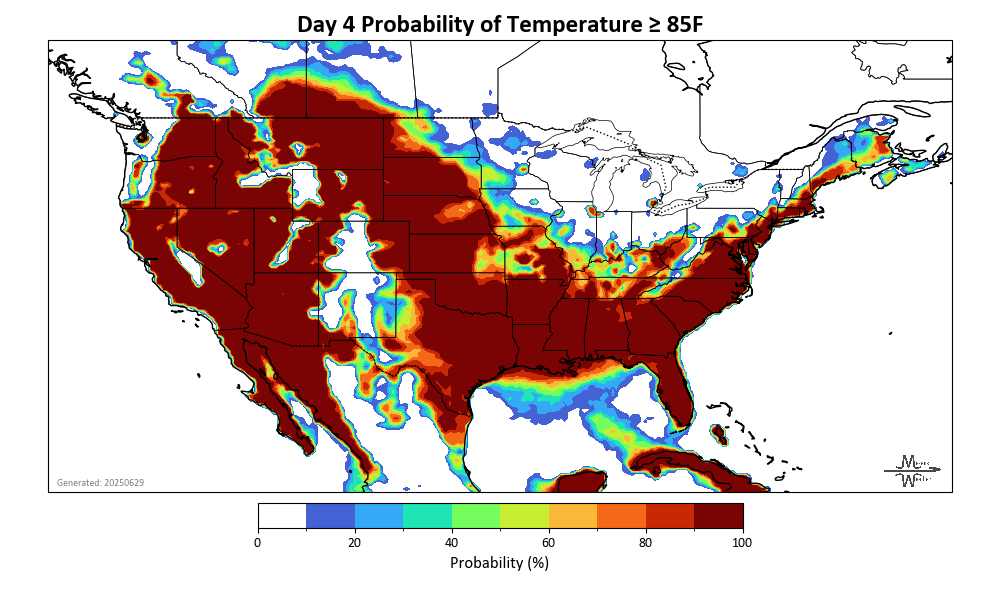 Day 4 Probability of Temperature ≥ 85F
Generated: 20250629
0 20 40 60 80 100
Probability (%)